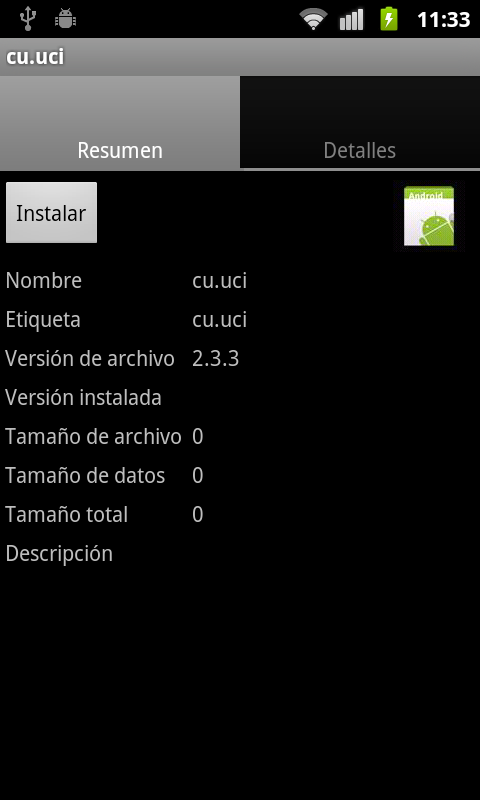 11:33
cu.uci
Resumen Detalles
Instalar
Android
Nombre cu.uci
Etiqueta cu.uci
Versión de archivo 2.3.3
Versión instalada
Tamaño de archivo 0
Tamaño de datos 0
Tamaño total 0
Descripción